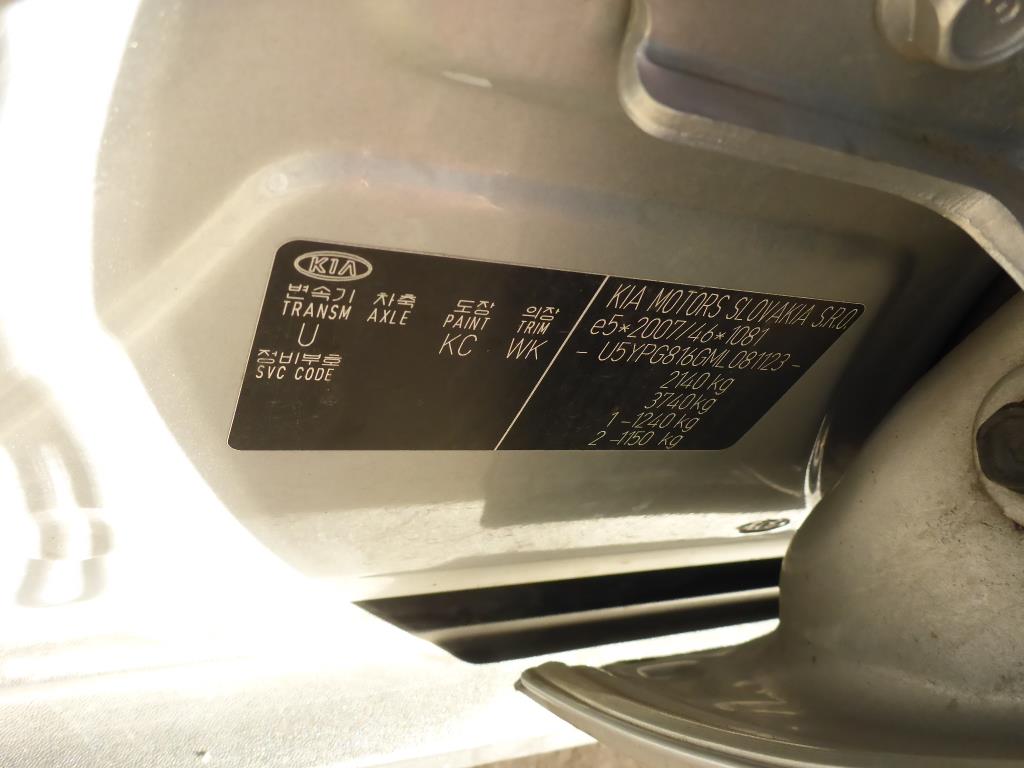 KIA
변속기 차축 도장 의장
TRANSM AXLE PAINT TRIM
U KC WK
정비부호
SVC CODE
KIA MOTORS SLOVAKIA S.R.O.
e5*2007/46*1081
- U5YPG816GML081123 -
2140 kg
3740 kg
1 -1240 kg
2 -1150 kg